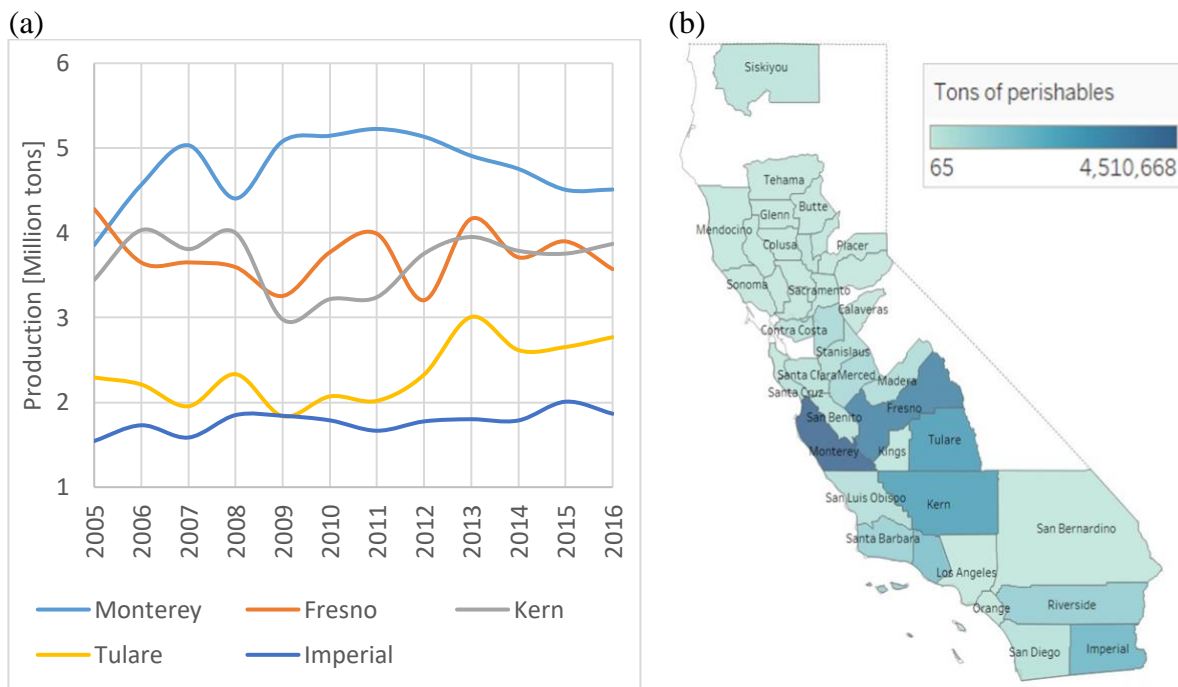 (a)
6
5
4
3
2
1
Production [Million tons]
2005 2006 2007 2008 2009 2010 2011 2012 2013 2014 2015 2016
Monterey Fresno Kern
Tulare Imperial
(b)
Tons of perishables
65 4,510,668
Siskiyou
Tehama
Glenn Butte
Mendocino
Colusa Placer
Sonoma Sacramento
Calaveras
Contra Costa
Stanislaus
Santa Clara Merced
Madera
Santa Cruz
Fresno
San Benito
Tulare
Monterey Kings
San Luis Obispo Kern
San Bernardino
Santa Barbara
Los Angeles
Orange Riverside
San Diego Imperial